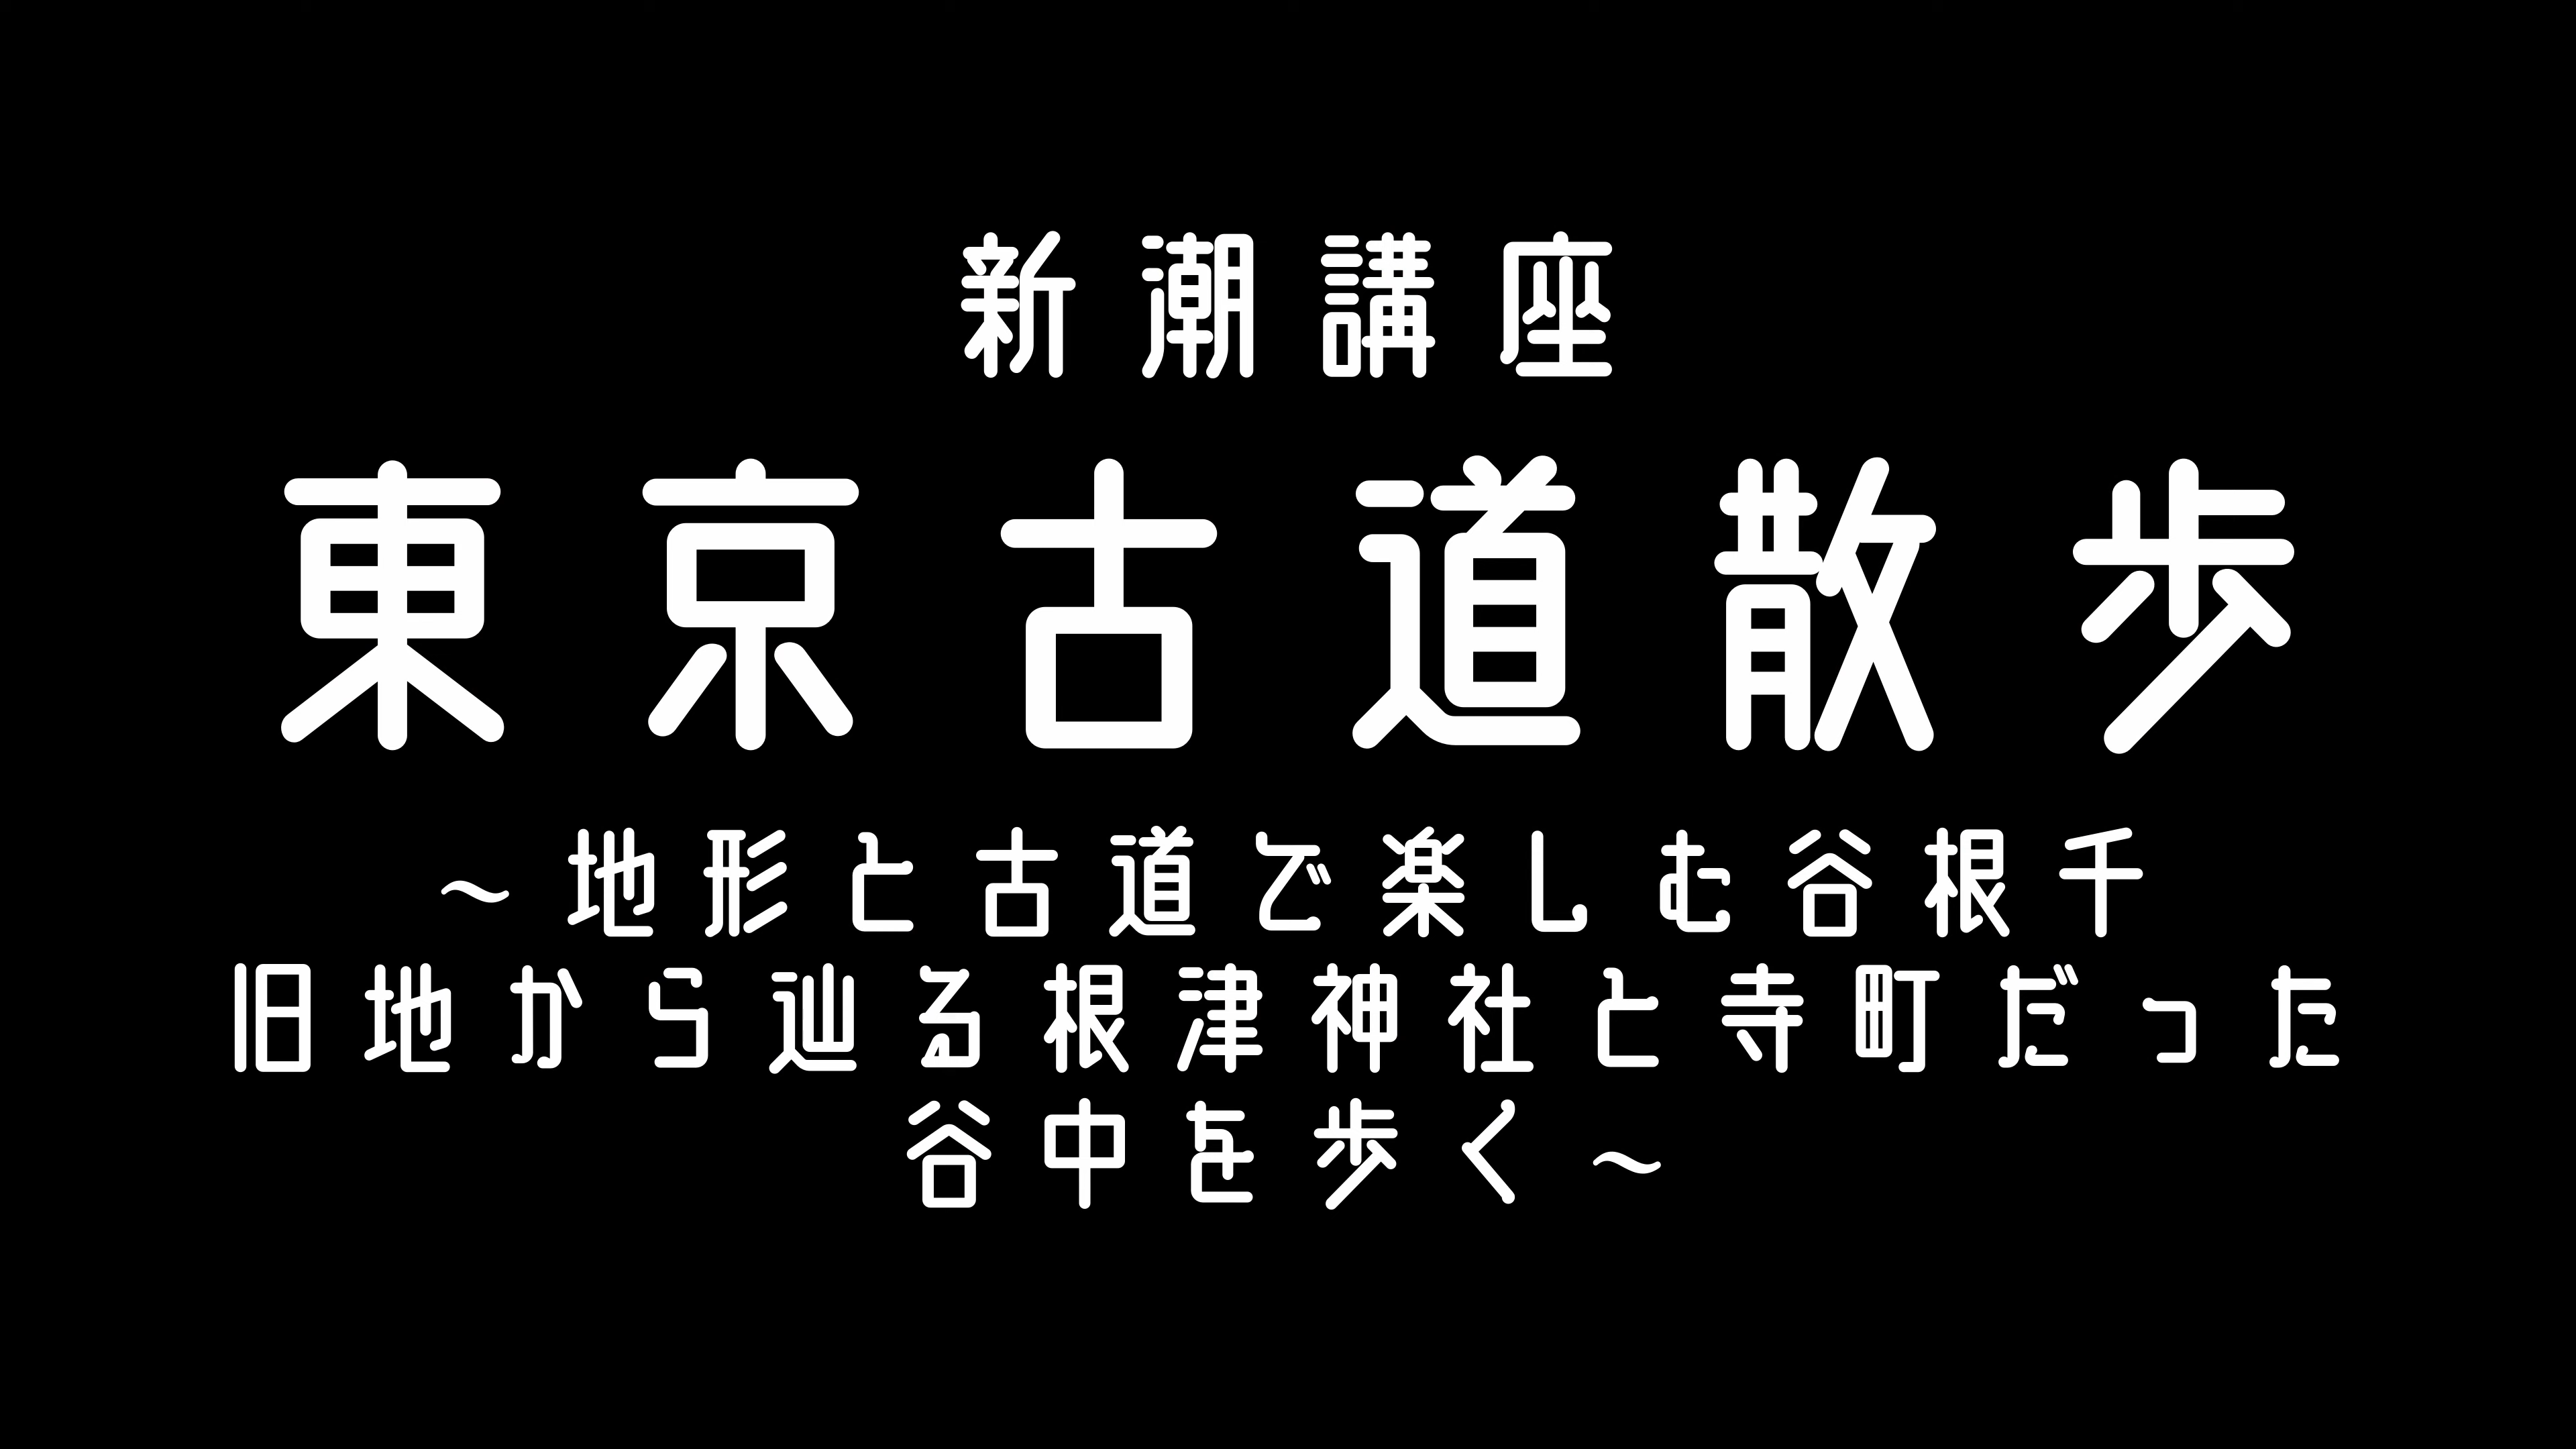 新潮講座
東京古道散歩
～地形と古道で楽しむ谷根千
旧地から辿る根津神社と寺町だった
谷中を歩く～